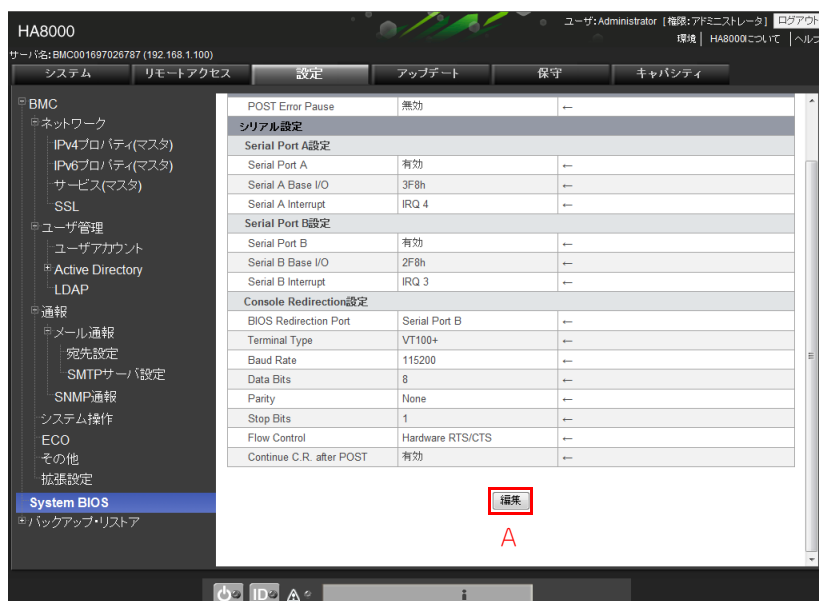 HA8000
ユーザ:Administrator [権限:アドミニストレータ] ログアウト
環境 | HA8000について | ヘルプ
サーバ名:BMC001697026787 (192.168.1.100)
システム リモートアクセス 設定 アップデート 保守 キャパシティ
BMC
ネットワーク
IPv4プロパティ(マスタ)
IPv6プロパティ(マスタ)
サービス(マスタ)
SSL
ユーザ管理
ユーザアカウント
Active Directory
LDAP
通報
メール通報
宛先設定
SMTPサーバ設定
SNMP通報
システム操作
ECO
その他
拡張設定
System BIOS
バックアップ・リストア
POST Error Pause 無効 ←
シリアル設定
Serial Port A設定
Serial Port A 有効 ←
Serial A Base I/O 3F8h ←
Serial A Interrupt IRQ 4 ←
Serial Port B設定
Serial Port B 有効 ←
Serial B Base I/O 2F8h ←
Serial B Interrupt IRQ 3 ←
Console Redirection設定
BIOS Redirection Port Serial Port B ←
Terminal Type VT100+ ←
Baud Rate 115200 ←
Data Bits 8 ←
Parity None ←
Stop Bits 1 ←
Flow Control Hardware RTS/CTS ←
Continue C.R. after POST 有効 ←
編集
A
ID